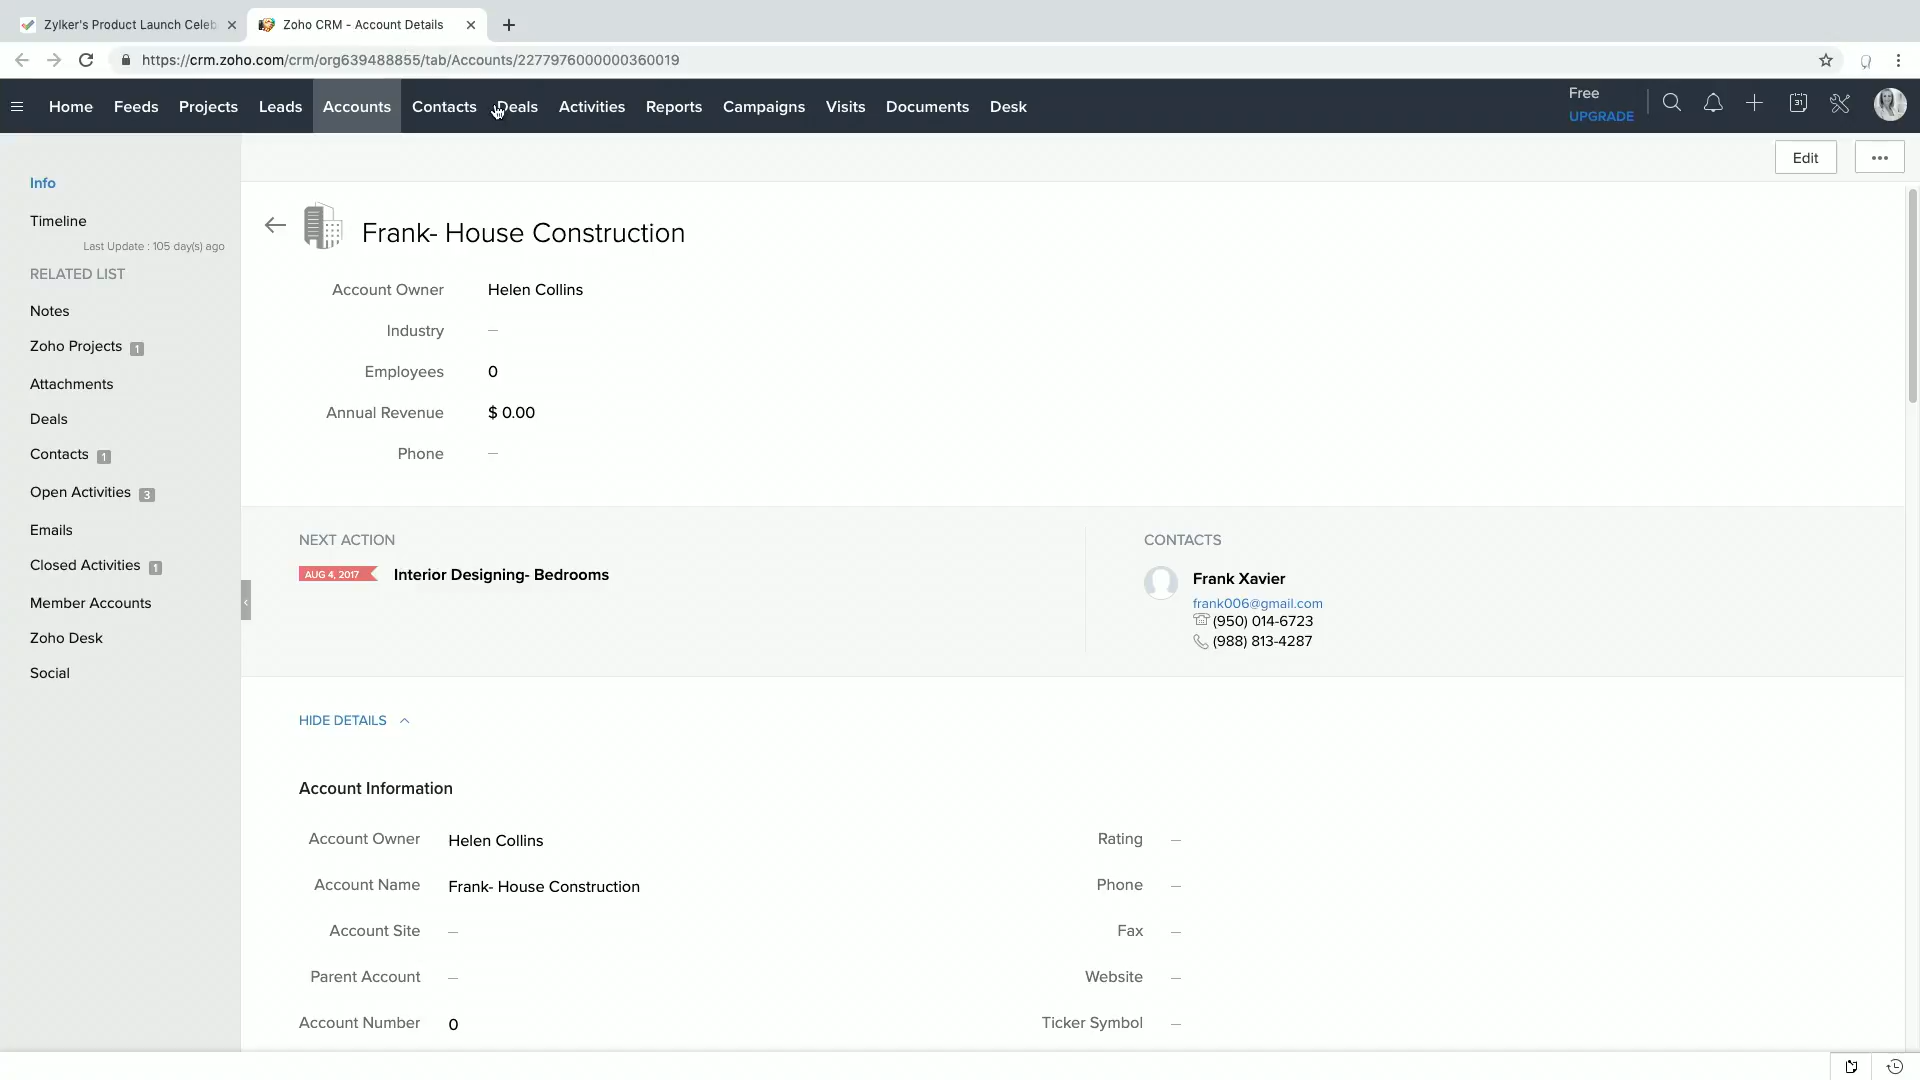 Zylker's Product Launch Celeb
Zoho CRM - Account Details
https://crm.zoho.com/crm/org639488855/tab/Accounts/2277976000000360019
Home Feeds Projects Leads Accounts Contacts Deals Activities Reports Campaigns Visits Documents Desk
Free
UPGRADE
31
Edit
Info
Timeline
Last Update : 105 day(s) ago
RELATED LIST
Notes
Zoho Projects 1
Attachments
Deals
Contacts 1
Open Activities 3
Emails
Closed Activities 1
Member Accounts
Zoho Desk
Social
Frank- House Construction
Account Owner Helen Collins
Industry —
Employees 0
Annual Revenue $ 0.00
Phone —
NEXT ACTION
AUG 4, 2017 Interior Designing- Bedrooms
CONTACTS
Frank Xavier
frank006@gmail.com
(950) 014-6723
(988) 813-4287
HIDE DETAILS
Account Information
Account Owner Helen Collins
Rating —
Account Name Frank- House Construction
Phone —
Account Site —
Fax —
Parent Account —
Website —
Account Number 0
Ticker Symbol —